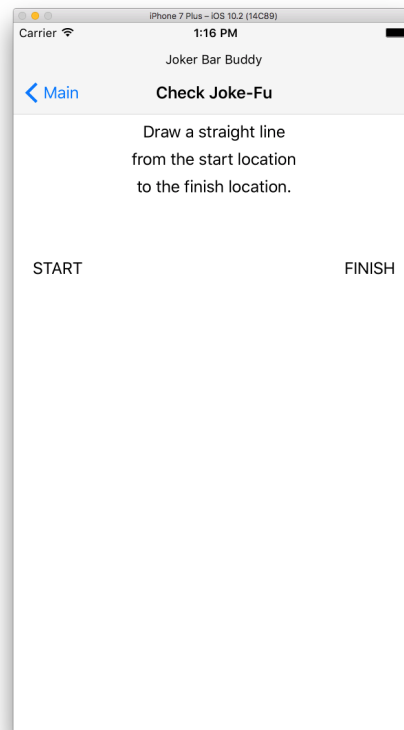 iPhone 7 Plus – iOS 10.2 (14C89)
Carrier 1:16 PM
Joker Bar Buddy
Main Check Joke-Fu
Draw a straight line
from the start location
to the finish location.
START FINISH